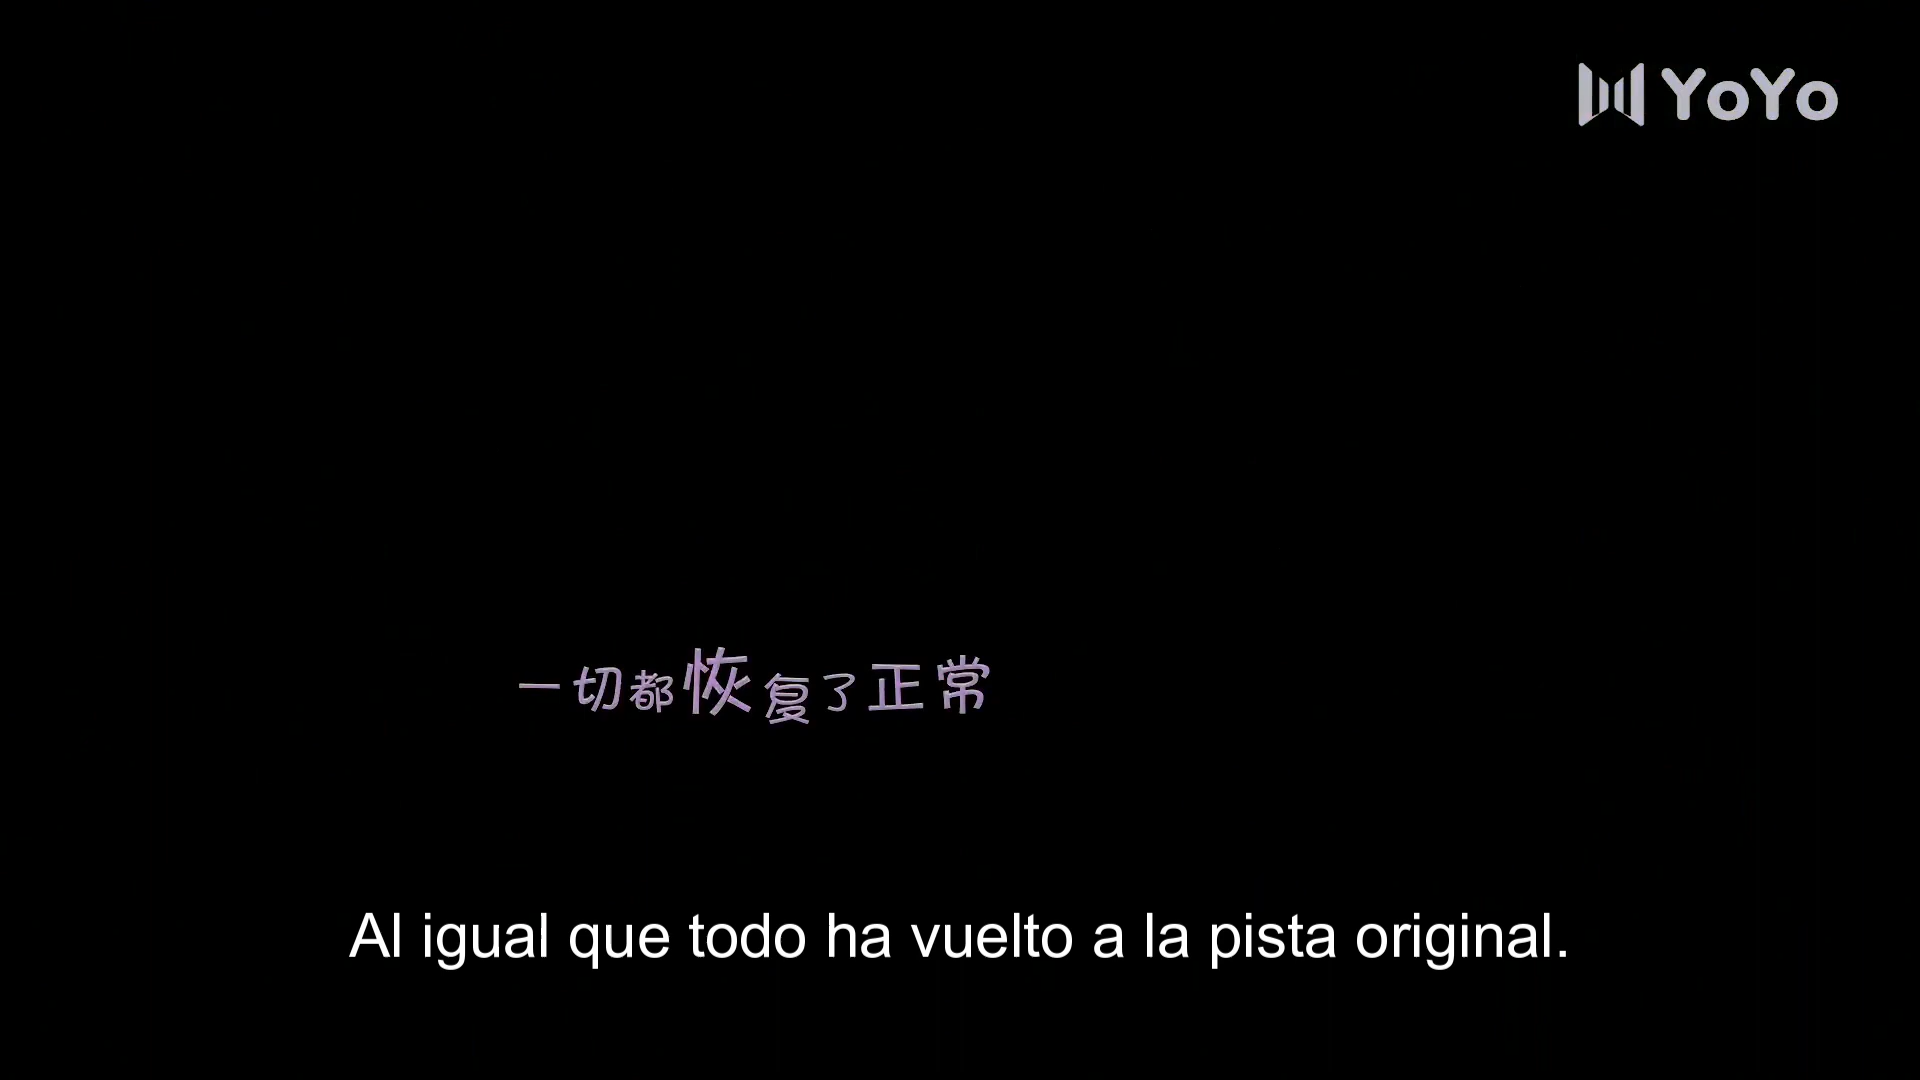 YoYo
一切都恢复了正常
Al igual que todo ha vuelto a la pista original.